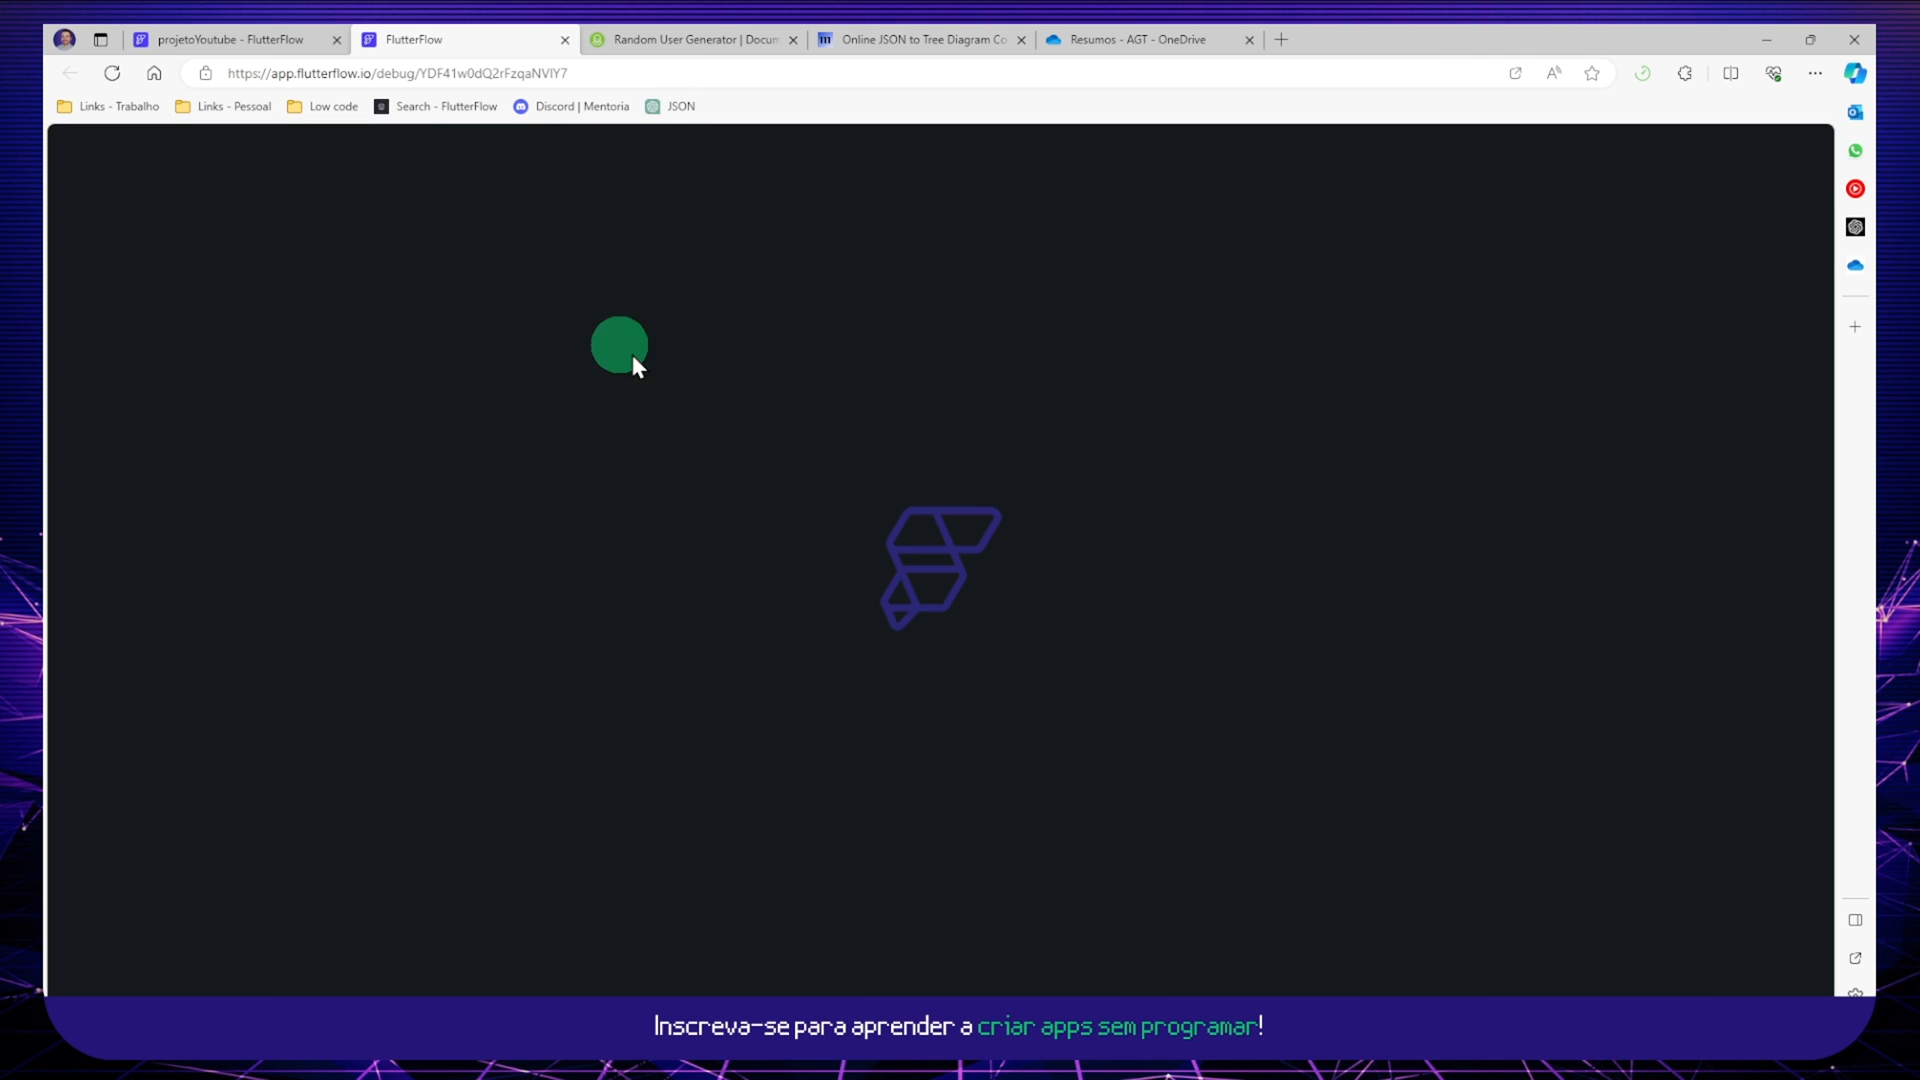 projetoYoutube - FlutterFlow
FlutterFlow
Random User Generator | Docum
Online JSON to Tree Diagram Co
Resumos - AGT - OneDrive
https://app.flutterflow.io/debug/YDF41w0dQ2rFzqaNVIY7
Links - Trabalho
Links - Pessoal
Low code
Search - FlutterFlow
Discord | Mentoria
JSON
Inscreva-se para aprender a criar apps sem programar!